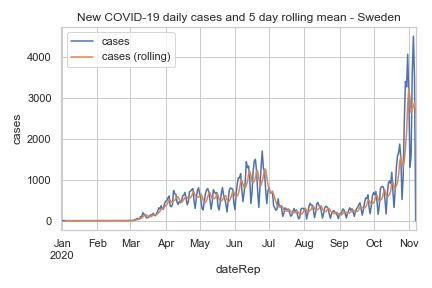 New COVID-19 daily cases and 5 day rolling mean - Sweden
cases
cases (rolling)
cases
4000
3000
2000
1000
0
Jan Feb Mar Apr May Jun Jul Aug Sep Oct Nov
2020
dateRep